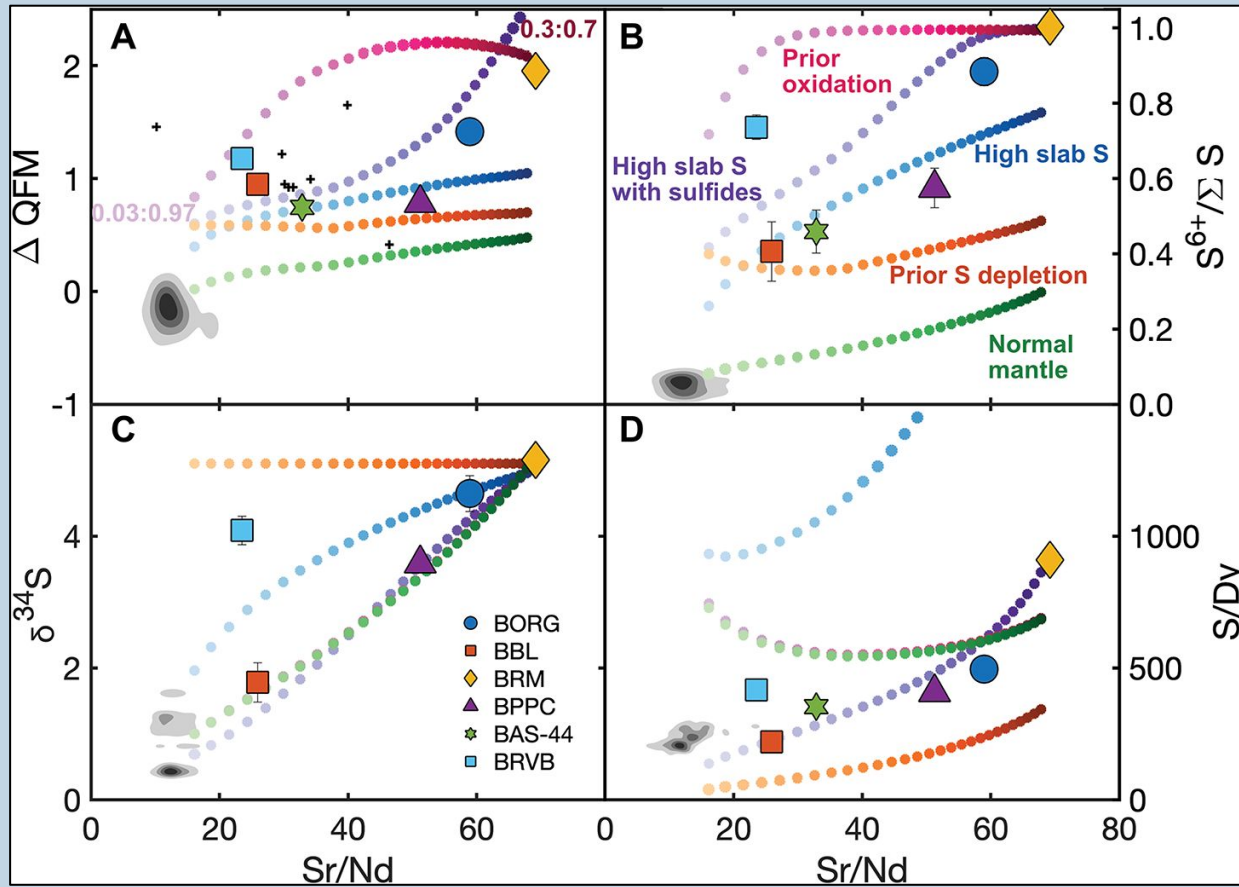 A
0.3:0.7
0.03:0.97
2
1
0
-1
Δ QFM
B
Prior
oxidation
High slab S
with sulfides
High slab S
Prior S depletion
Normal
mantle
1.0
0.8
0.6
0.4
0.2
0.0
S6+/Σ S
C
4
2
0
δ34S
BORG
BBL
BRM
BPPC
BAS-44
BRVB
0 20 40 60
Sr/Nd
D
1000
500
0
S/Dy
0 20 40 60 80
Sr/Nd